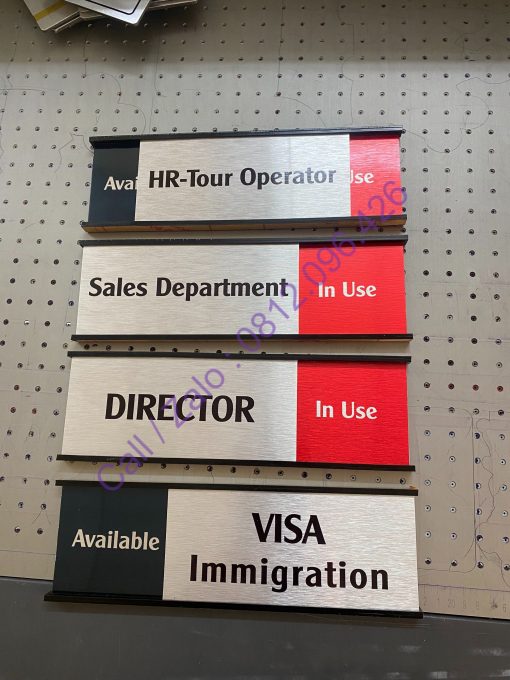 Avai HR-Tour Operator Use
Sales Department In Use
DIRECTOR In Use
Available VISA
Immigration
Call / Zalo : 0812.096.426